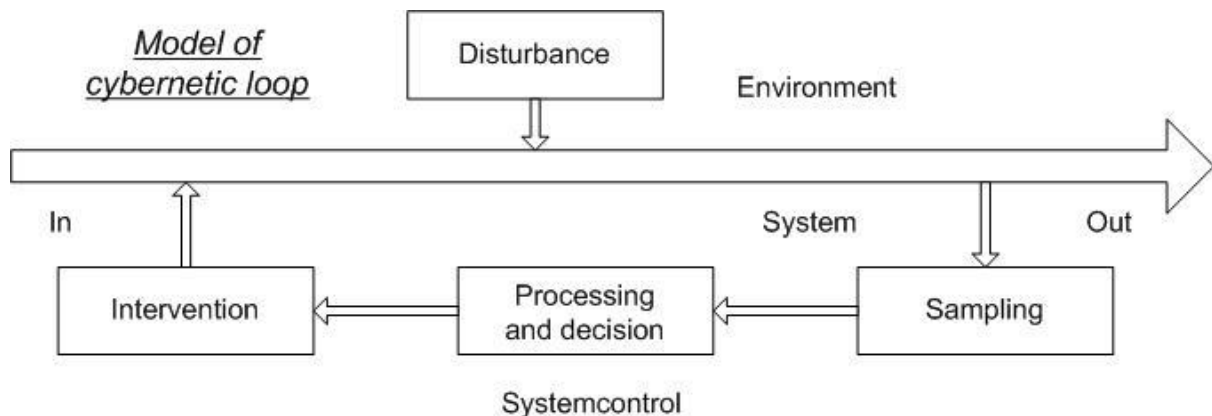 Model of
cybernetic loop
Disturbance
Environment
In
System
Out
Intervention
Processing
and decision
Sampling
Systemcontrol